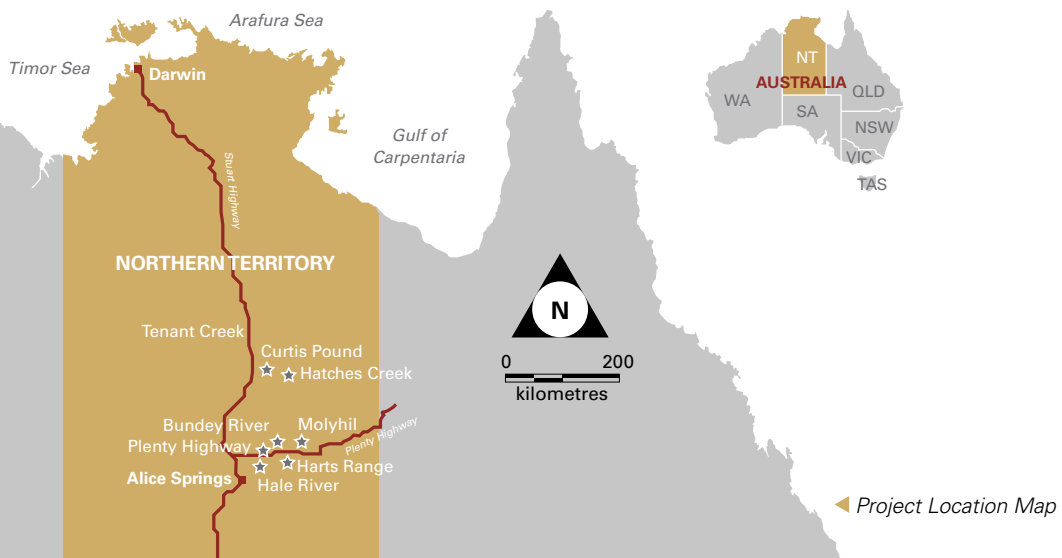 Arafura Sea
Timor Sea
Darwin
Gulf of
Carpentaria
Stuart Highway
NORTHERN TERRITORY
Tenant Creek
Curtis Pound
Hatches Creek
Bundey River
Molyhil
Plenty Highway
Plenty Highway
Harts Range
Alice Springs
Hale River
N
0 200
kilometres
NT
AUSTRALIA
WA
QLD
SA
NSW
VIC
TAS
Project Location Map